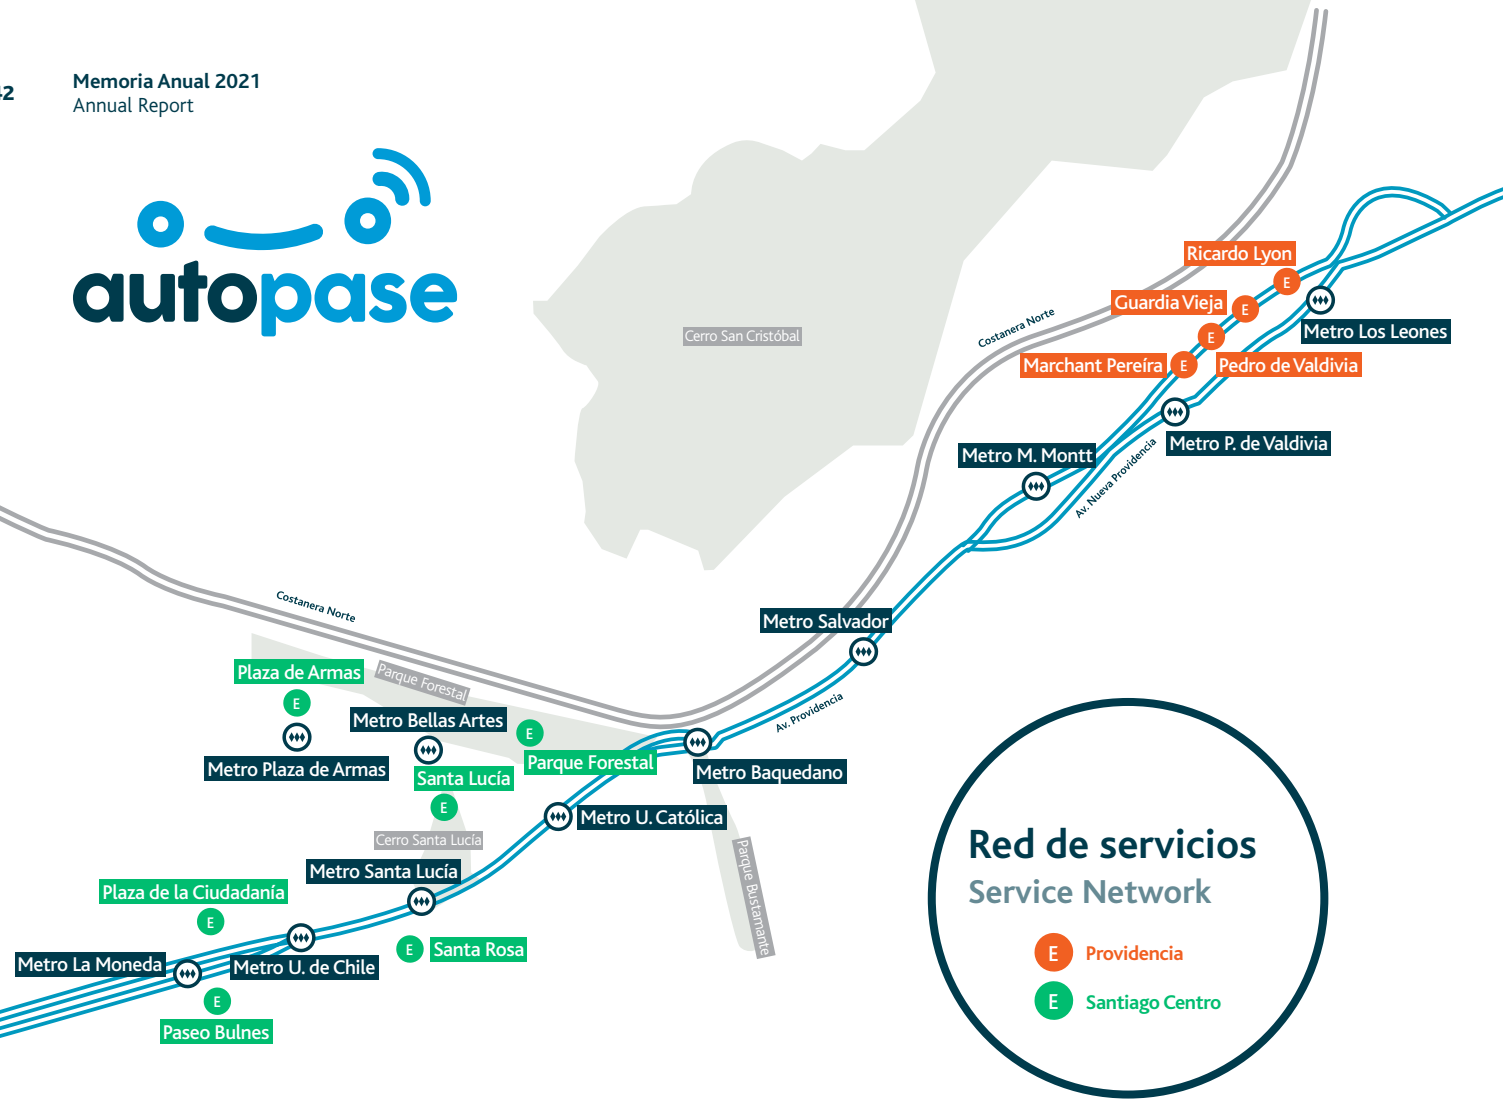 42
Memoria Anual 2021
Annual Report
autopase
Ricardo Lyon
E
Guardia Vieja
E
Metro Los Leones
Costanera Norte
Cerro San Cristóbal
E
Marchant Pereíra
E
Pedro de Valdivia
Metro P. de Valdivia
Metro M. Montt
Av. Nueva Providencia
Costanera Norte
Metro Salvador
Plaza de Armas
E
Parque Forestal
Av. Providencia
Metro Bellas Artes
E
Parque Forestal
Metro Plaza de Armas
Metro Baquedano
Santa Lucía
E
Metro U. Católica
Cerro Santa Lucía
Parque Bustamante
Metro Santa Lucía
Plaza de la Ciudadanía
E
E
Santa Rosa
Metro La Moneda
Metro U. de Chile
E
Paseo Bulnes
Red de servicios
Service Network
E Providencia
E Santiago Centro